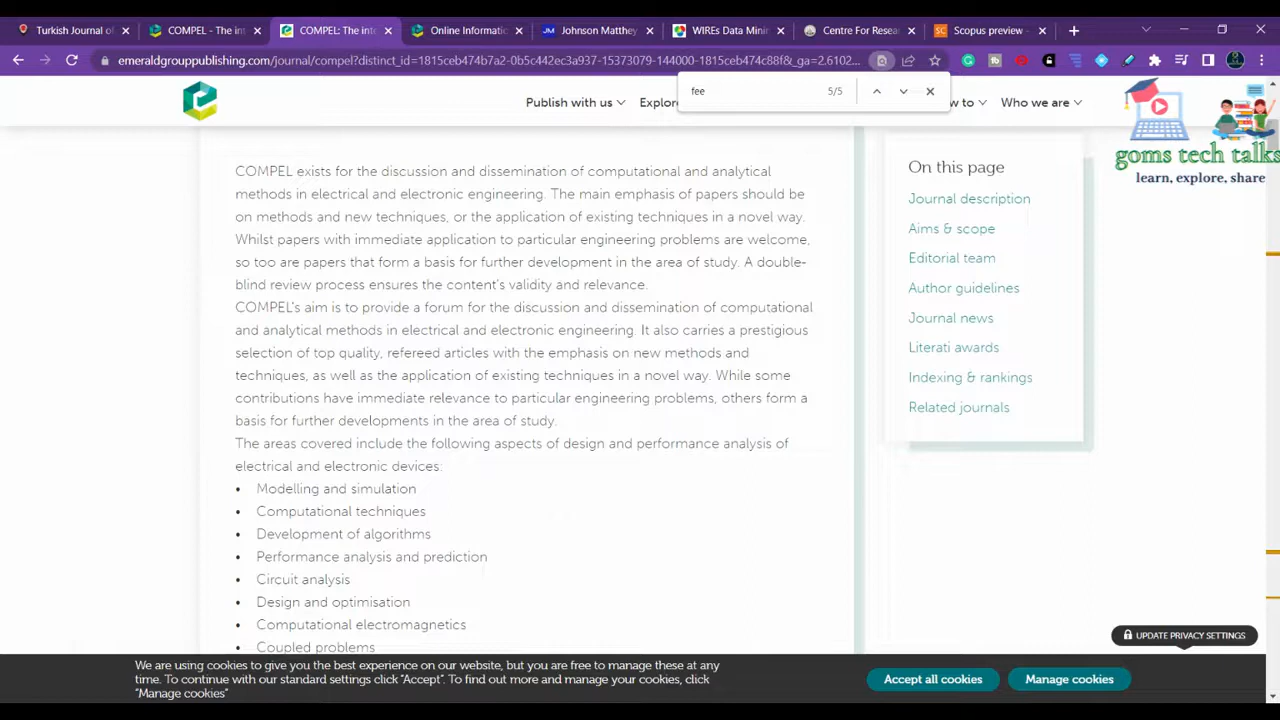 Turkish Journal of
COMPEL - The in
COMPEL: The inte
Online Informatio
Johnson Matthey
WIREs Data Minin
Centre For Resea
Scopus preview -
emeraldgrouppublishing.com/journal/compel?distinct_id=1815ceb474b7a2-0b5c442ec3a937-15373079-144000-1815ceb474c88f&_ga=2.6102...
fee 5/5
Publish with us
Explor
w to
Who we are
goms tech talks
learn, explore, share
COMPEL exists for the discussion and dissemination of computational and analytical
methods in electrical and electronic engineering. The main emphasis of papers should be
on methods and new techniques, or the application of existing techniques in a novel way.
Whilst papers with immediate application to particular engineering problems are welcome,
so too are papers that form a basis for further development in the area of study. A double-
blind review process ensures the content's validity and relevance.
COMPEL's aim is to provide a forum for the discussion and dissemination of computational
and analytical methods in electrical and electronic engineering. It also carries a prestigious
selection of top quality, refereed articles with the emphasis on new methods and
techniques, as well as the application of existing techniques in a novel way. While some
contributions have immediate relevance to particular engineering problems, others form a
basis for further developments in the area of study.
The areas covered include the following aspects of design and performance analysis of
electrical and electronic devices:
• Modelling and simulation
• Computational techniques
• Development of algorithms
• Performance analysis and prediction
• Circuit analysis
• Design and optimisation
• Computational electromagnetics
• Coupled problems
On this page
Journal description
Aims & scope
Editorial team
Author guidelines
Journal news
Literati awards
Indexing & rankings
Related journals
UPDATE PRIVACY SETTINGS
We are using cookies to give you the best experience on our website, but you are free to manage these at any
time. To continue with our standard settings click "Accept". To find out more and manage your cookies, click
"Manage cookies"
Accept all cookies
Manage cookies